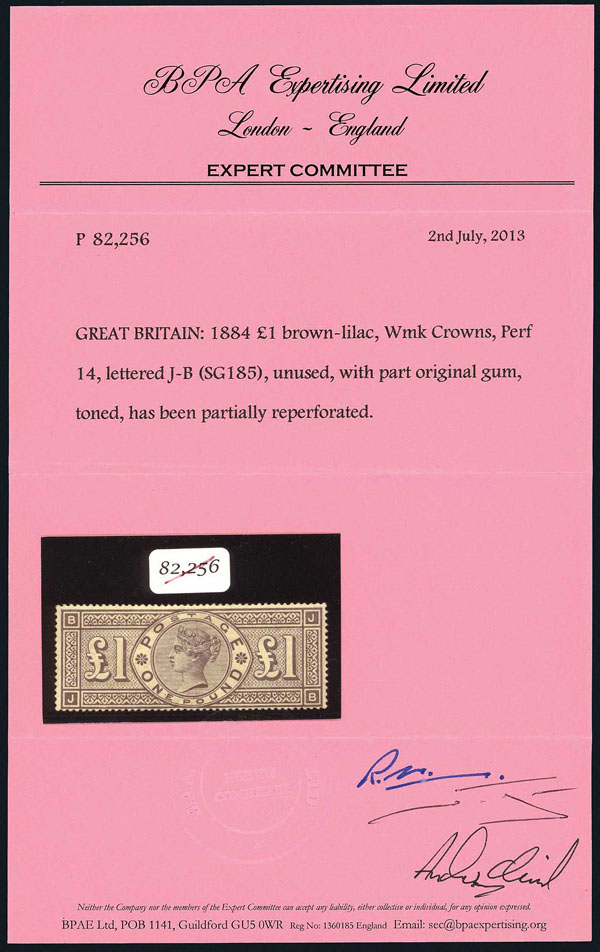 BPA Expertising Limited
London ~ England
EXPERT COMMITTEE
P 82,256
2nd July, 2013
GREAT BRITAIN: 1884 £1 brown-lilac, Wmk Crowns, Perf
14, lettered J-B (SG185), unused, with part original gum,
toned, has been partially reperforated.
82,256
B J
POSTAGE
£1 £1
ONE POUND
J B
Neither the Company nor the members of the Expert Committee can accept any liability, either collective or individual, for any opinion expressed.
BPAE Ltd, POB 1141, Guildford GU5 0WR Reg No: 1360185 England Email: sec@bpaexpertising.org